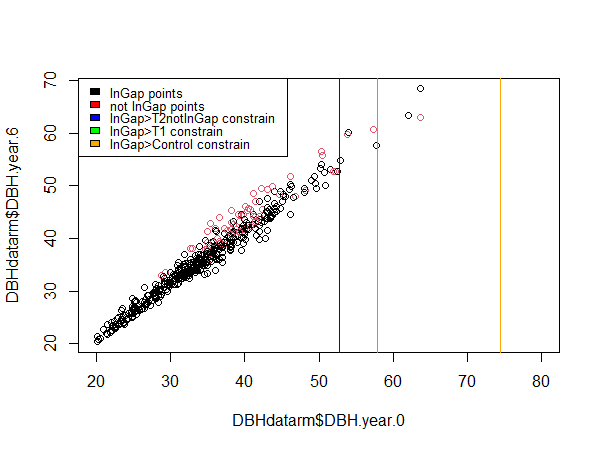 70
60
50
40
30
20
DBHdatarm$DBH.year.6
InGap points
not InGap points
InGap>T2notInGap constrain
InGap>T1 constrain
InGap>Control constrain
20 30 40 50 60 70 80
DBHdatarm$DBH.year.0